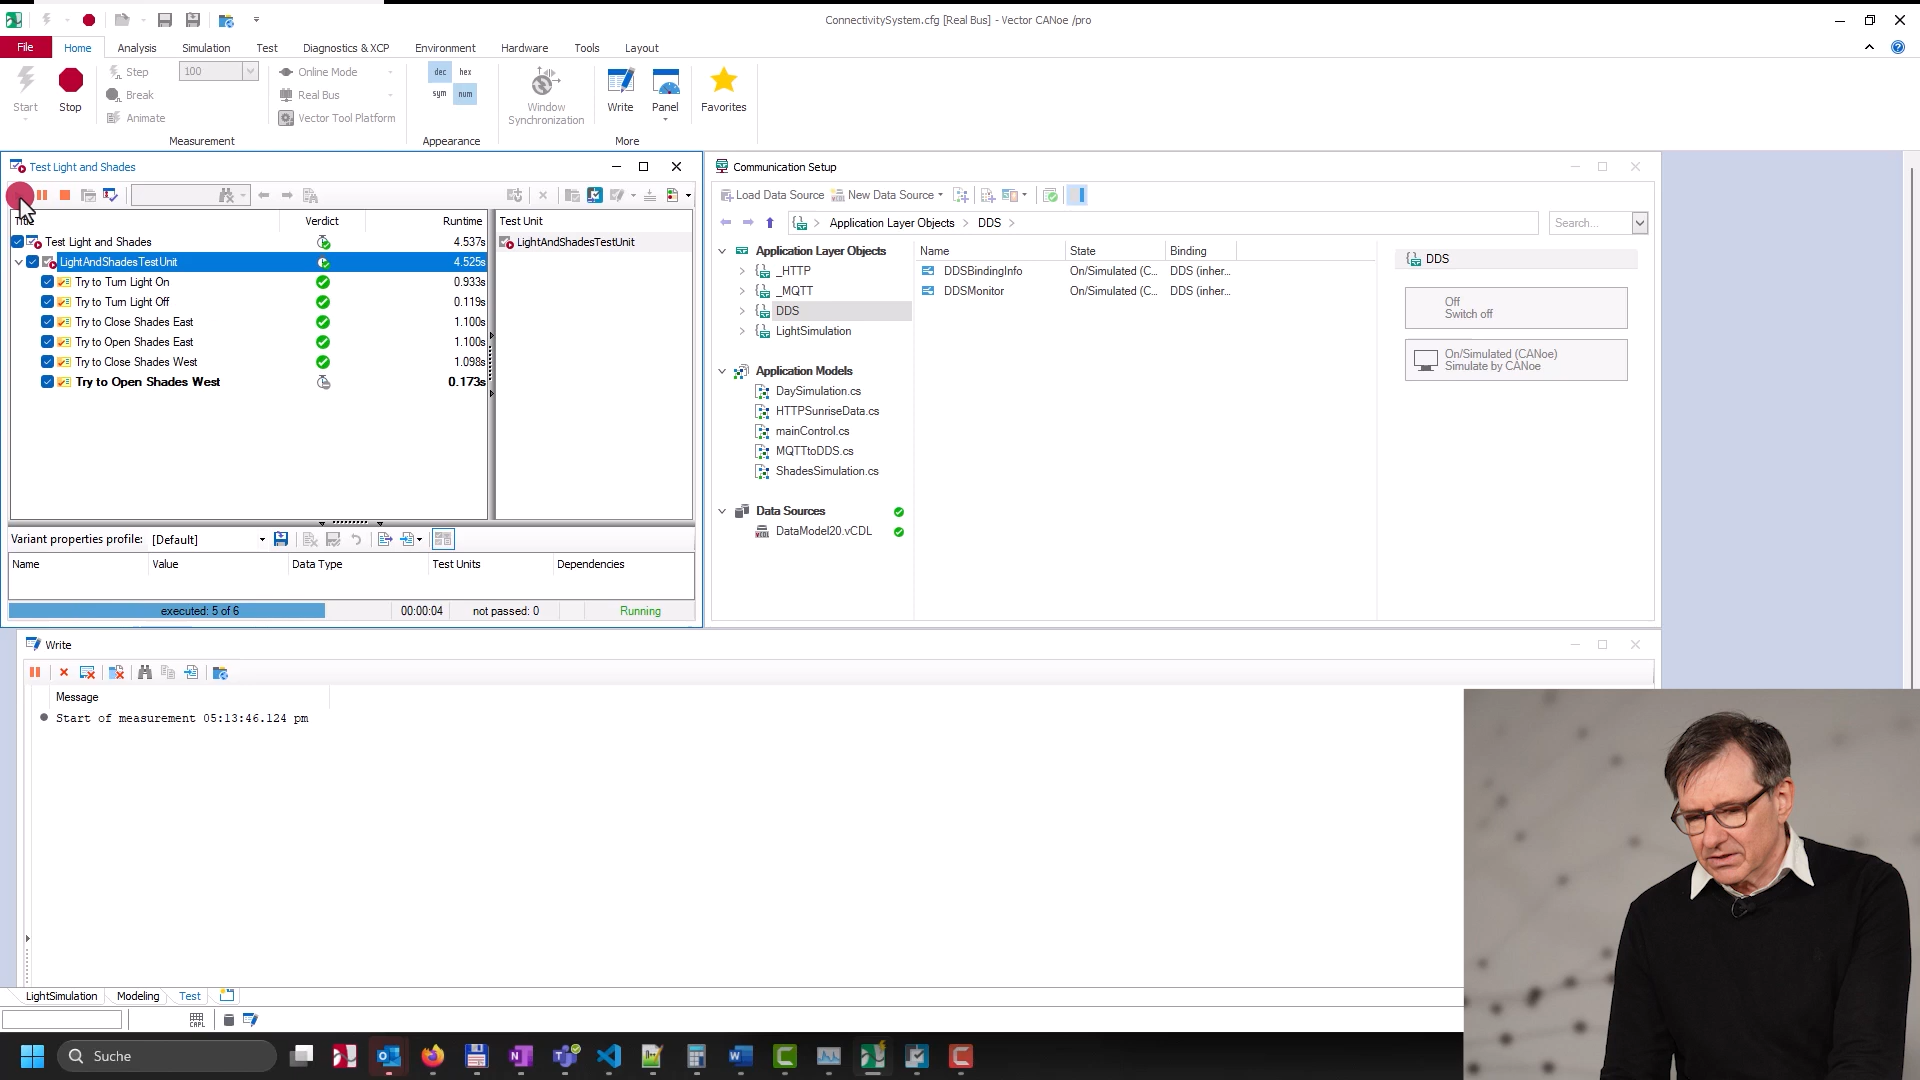 ConnectivitySystem.cfg [Real Bus] - Vector CANoe /pro
File Home Analysis Simulation Test Diagnostics & XCP Environment Hardware Tools Layout
Start
Stop
Step
Break
Animate
100
Online Mode
Real Bus
Vector Tool Platform
dec hex
sym num
Window
Synchronization
Write
Panel
Favorites
Measurement
Appearance
More
Test Light and Shades
Verdict Runtime
Test Light and Shades 4.537s
LightAndShadesTestUnit 4.525s
Try to Turn Light On 0.933s
Try to Turn Light Off 0.119s
Try to Close Shades East 1.100s
Try to Open Shades East 1.100s
Try to Close Shades West 1.098s
Try to Open Shades West 0.173s
Test Unit
LightAndShadesTestUnit
Variant properties profile: [Default]
Name Value Data Type Test Units Dependencies
executed: 5 of 6 00:00:04 not passed: 0 Running
Communication Setup
Load Data Source New Data Source
Application Layer Objects > DDS >
Search...
Application Layer Objects
_HTTP
_MQTT
DDS
LightSimulation
Application Models
DaySimulation.cs
HTTPSunriseData.cs
mainControl.cs
MQTTtoDDS.cs
ShadesSimulation.cs
Data Sources
DataModel20.vCDL
Name State Binding
DDSBindingInfo On/Simulated (C... DDS (inher...
DDSMonitor On/Simulated (C... DDS (inher...
DDS
Off
Switch off
On/Simulated (CANoe)
Simulate by CANoe
Write
Message
Start of measurement 05:13:46.124 pm
LightSimulation Modeling Test
CAPL
Suche